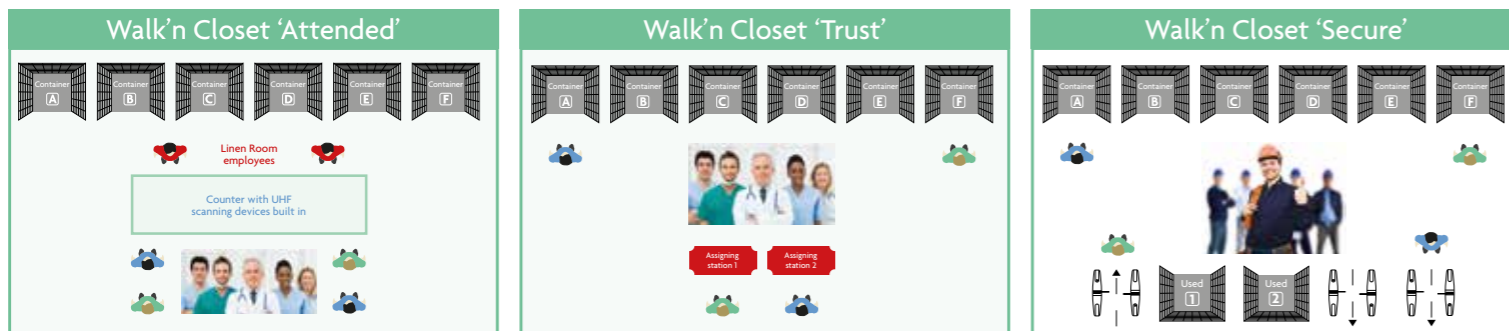 Walk'n Closet 'Attended'
Container
A
Container
B
Container
C
Container
D
Container
E
Container
F
Linen Room
employees
Counter with UHF
scanning devices built in
Walk'n Closet 'Trust'
Container
A
Container
B
Container
C
Container
D
Container
E
Container
F
Assigning
station 1
Assigning
station 2
Walk'n Closet 'Secure'
Container
A
Container
B
Container
C
Container
D
Container
E
Container
F
Used
1
Used
2